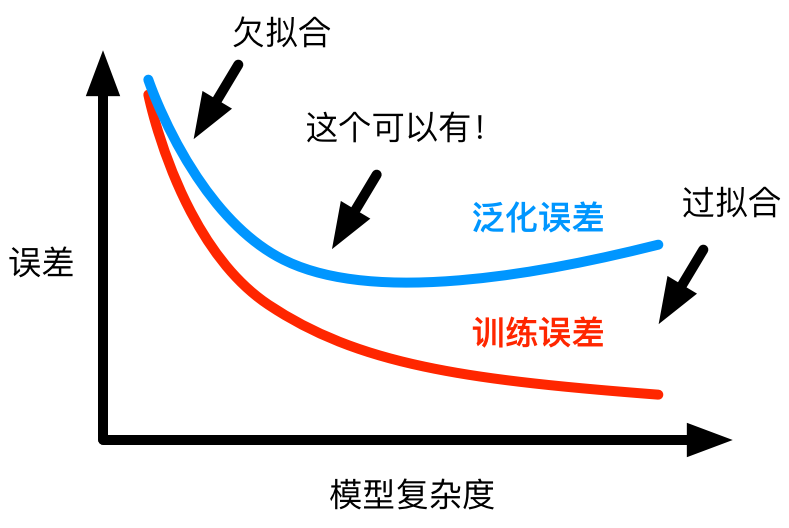 欠拟合
这个可以有！
泛化误差
过拟合
误差
训练误差
模型复杂度